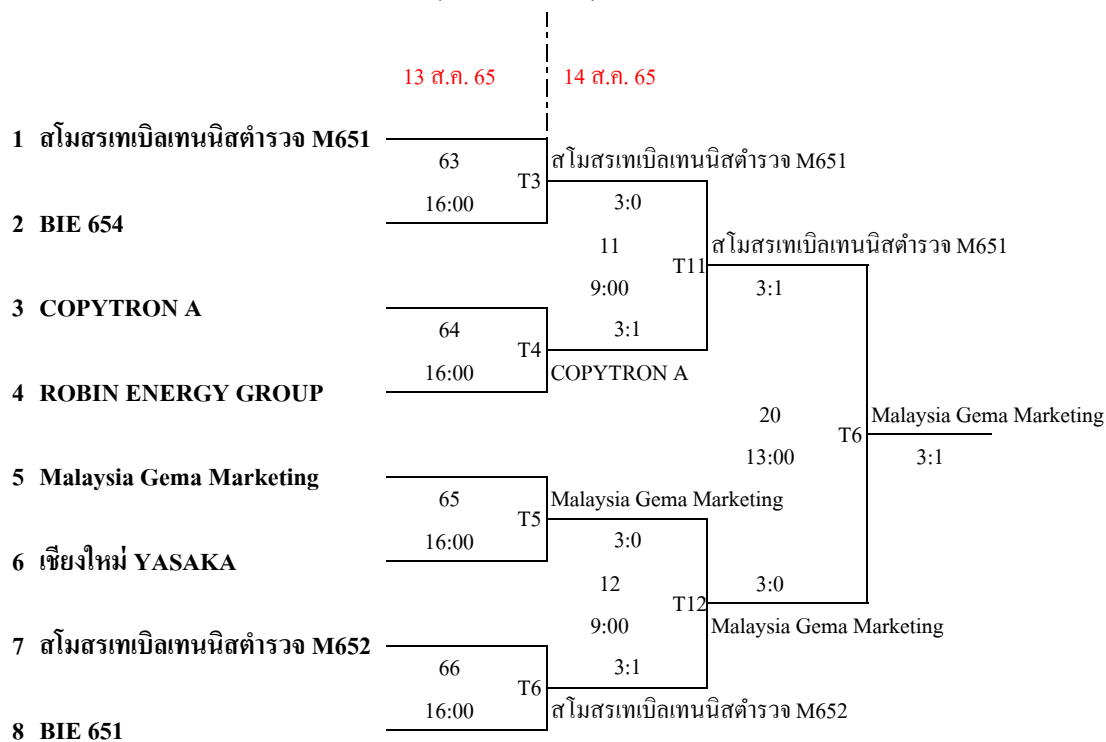 13 ส.ค. 65 14 ส.ค. 65
1 สโมสรเทเบิลเทนนิสตำรวจ M651
63 สโมสรเทเบิลเทนนิสตำรวจ M651
T3
16:00 3:0
2 BIE 654
11 สโมสรเทเบิลเทนนิสตำรวจ M651
T11
9:00 3:1
3 COPYTRON A
64 3:1
T4
16:00 COPYTRON A
4 ROBIN ENERGY GROUP
20 Malaysia Gema Marketing
T6
13:00 3:1
5 Malaysia Gema Marketing
65 Malaysia Gema Marketing
T5
16:00 3:0
6 เชียงใหม่ YASAKA
12 3:0
T12
9:00 Malaysia Gema Marketing
7 สโมสรเทเบิลเทนนิสตำรวจ M652
66 3:1
T6
16:00 สโมสรเทเบิลเทนนิสตำรวจ M652
8 BIE 651